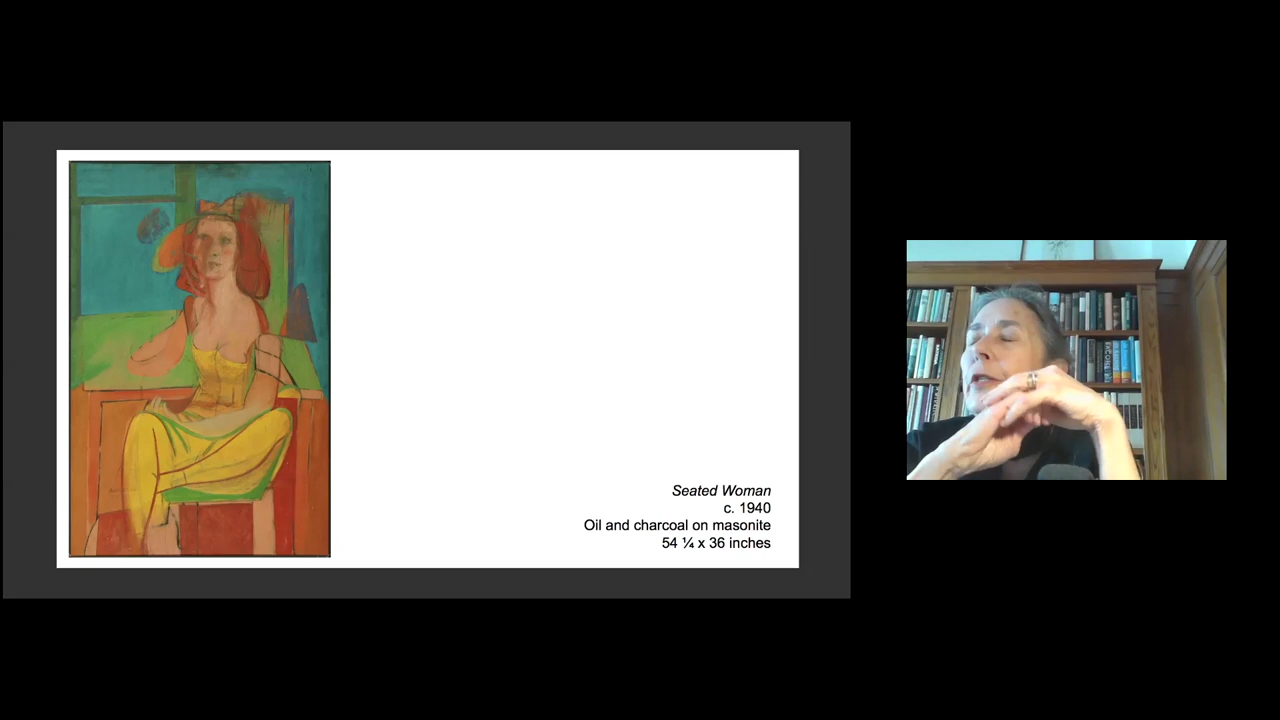 Seated Woman
c. 1940
Oil and charcoal on masonite
54 ¼ x 36 inches